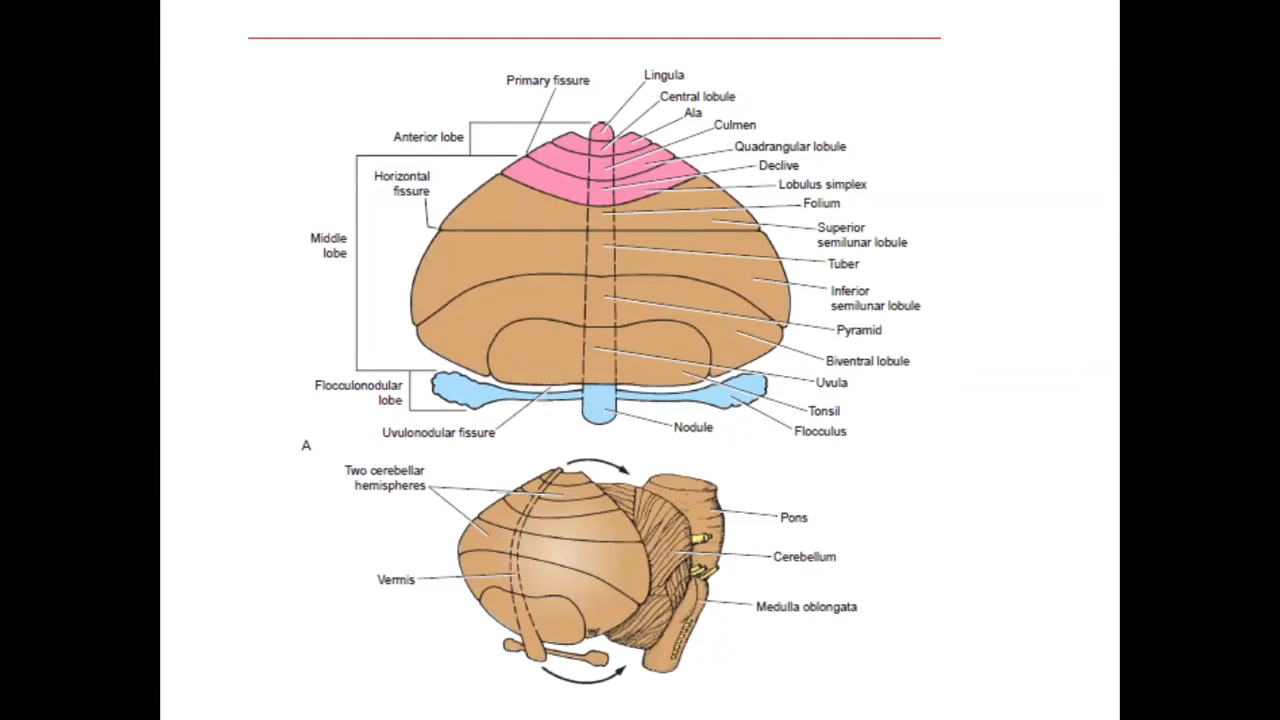 Primary fissure
Lingula
Central lobule
Ala
Culmen
Anterior lobe
Quadrangular lobule
Declive
Horizontal
fissure
Lobulus simplex
Folium
Superior
semilunar lobule
Middle
lobe
Tuber
Inferior
semilunar lobule
Pyramid
Biventral lobule
Flocculonodular
lobe
Uvula
Tonsil
Uvulonodular fissure
Nodule
Flocculus
A
Two cerebellar
hemispheres
Pons
Cerebellum
Vermis
Medulla oblongata